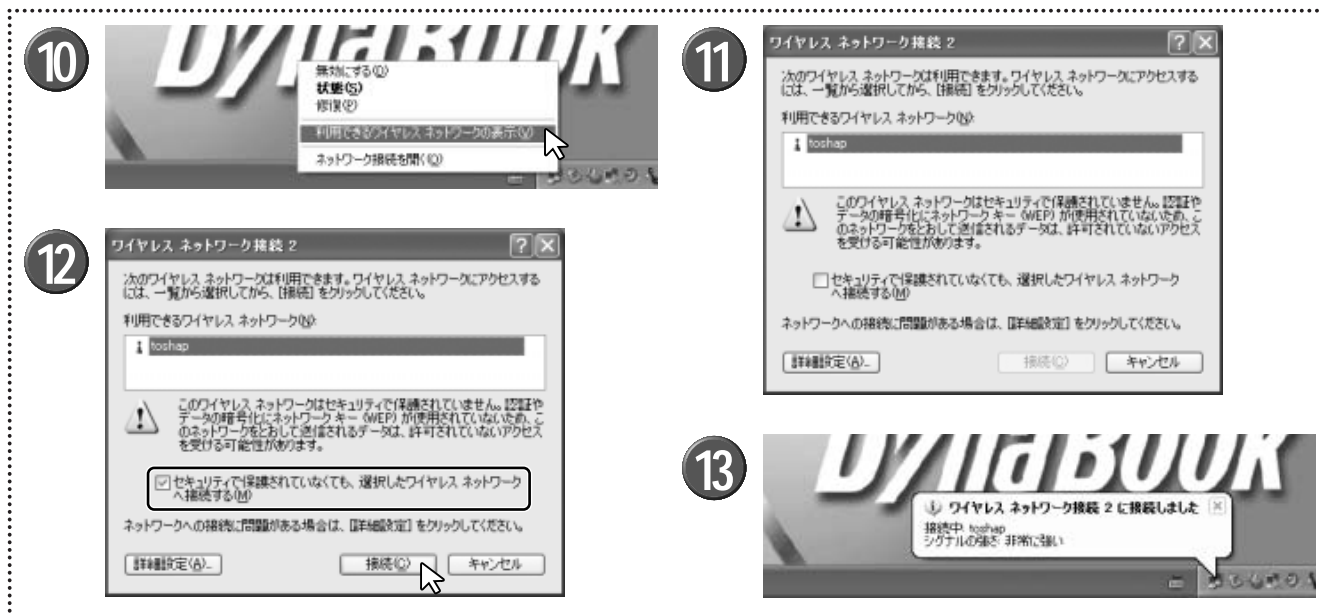 10
DynaBook
無効にする(D)
状態(S)
修復(P)
利用できるワイヤレス ネットワークの表示(V)
ネットワーク接続を開く(O)
11
ワイヤレス ネットワーク接続 2
次のワイヤレス ネットワークは利用できます。ワイヤレス ネットワークにアクセスする
には、一覧から選択してから、[接続] をクリックしてください。
利用できるワイヤレス ネットワーク(N):
toshap
このワイヤレス ネットワークはセキュリティで保護されていません。認証や
データの暗号化にネットワーク キー (WEP) が使用されていないため、こ
のネットワークをとおして送信されるデータは、許可されていないアクセス
を受ける可能性があります。
セキュリティで保護されていなくても、選択したワイヤレス ネットワーク
へ接続する(M)
ネットワークへの接続に問題がある場合は、[詳細設定] をクリックしてください。
詳細設定(A)...
接続(C)
キャンセル
12
ワイヤレス ネットワーク接続 2
次のワイヤレス ネットワークは利用できます。ワイヤレス ネットワークにアクセスする
には、一覧から選択してから、[接続] をクリックしてください。
利用できるワイヤレス ネットワーク(N):
toshap
このワイヤレス ネットワークはセキュリティで保護されていません。認証や
データの暗号化にネットワーク キー (WEP) が使用されていないため、こ
のネットワークをとおして送信されるデータは、許可されていないアクセス
を受ける可能性があります。
セキュリティで保護されていなくても、選択したワイヤレス ネットワーク
へ接続する(M)
ネットワークへの接続に問題がある場合は、[詳細設定] をクリックしてください。
詳細設定(A)...
接続(C)
キャンセル
13
DynaBook
ワイヤレス ネットワーク接続 2 に接続しました
接続中: toshap
シグナルの強さ: 非常に強い